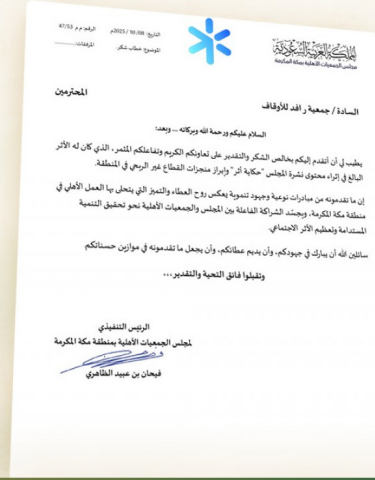 المملكة العربية السعودية
مجلس الجمعيات الأهلية بمكة المكرمة
الرقم: م م 47/53
التاريخ: 10/08/ 2025م
المرفقات:
الموضوع: خطاب شكر.
السادة / جمعية رافد للأوقاف
المحترمين
السلام عليكم ورحمة الله وبركاته ... وبعد:
يطيب لي أن أتقدم إليكم بخالص الشكر والتقدير على تعاونكم الكريم وتفاعلكم المثمر، الذي كان له الأثر
البالغ في إثراء محتوى نشرة المجلس "حكاية أثر" وإبراز منجزات القطاع غير الربحي في المنطقة.
إن ما تقدمونه من مبادرات نوعية وجهود تنموية يعكس روح العطاء والتميز التي يتحلى بها العمل الأهلي في
منطقة مكة المكرمة، ويجسّد الشراكة الفاعلة بين المجلس والجمعيات الأهلية نحو تحقيق التنمية
المستدامة وتعظيم الأثر الاجتماعي.
سائلين الله أن يبارك في جهودكم، وأن يديم عطائكم، وأن يجعل ما تقدمونه في موازين حسناتكم
وتقبلوا فائق التحية والتقدير...
الرئيس التنفيذي
لمجلس الجمعيات الأهلية بمنطقة مكة المكرمة
فيحان بن عبيد الظاهري